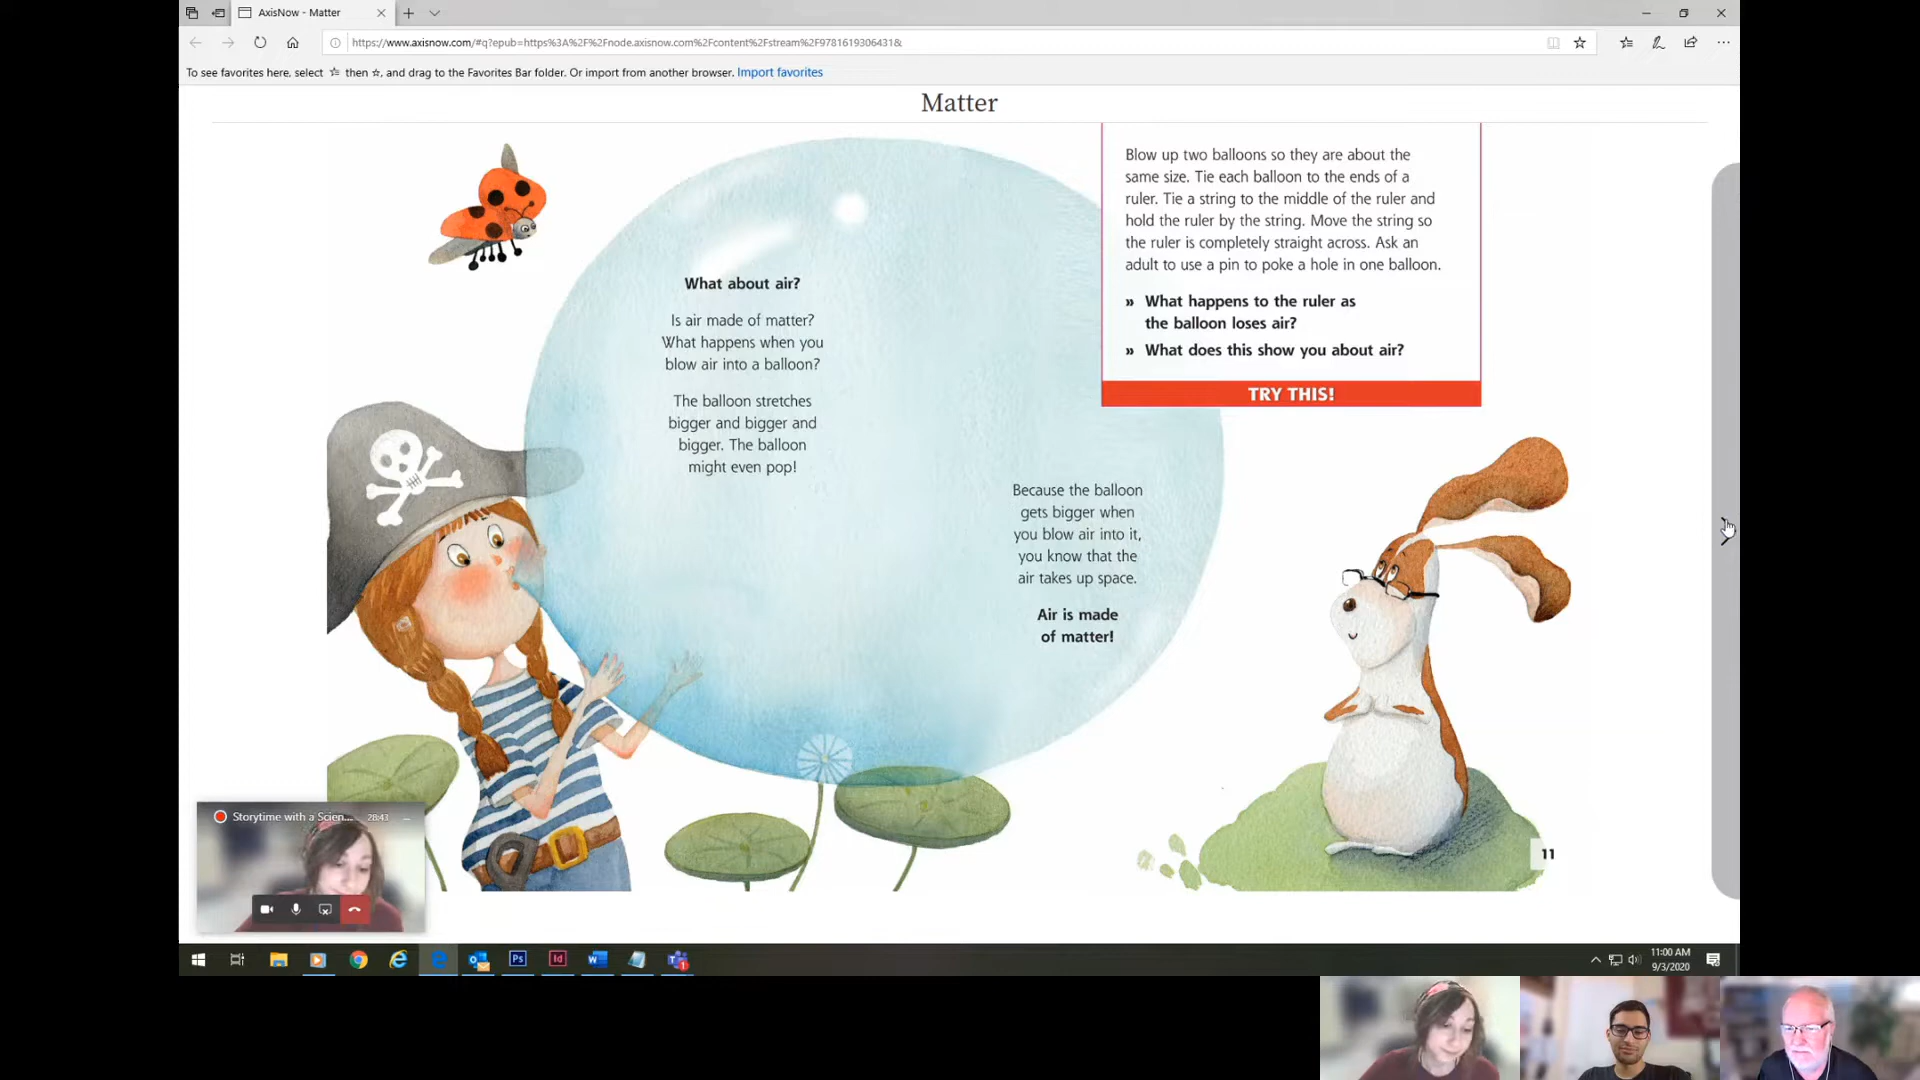 AxisNow - Matter
https://www.axisnow.com/#q?epub=https%3A%2F%2Fnode.axisnow.com%2Fcontent%2Fstream%2F9781619306431&
To see favorites here, select ☆ then ☆, and drag to the Favorites Bar folder. Or import from another browser. Import favorites
Matter
What about air?
Is air made of matter?
What happens when you
blow air into a balloon?
The balloon stretches
bigger and bigger and
bigger. The balloon
might even pop!
Because the balloon
gets bigger when
you blow air into it,
you know that the
air takes up space.
Air is made
of matter!
Blow up two balloons so they are about the
same size. Tie each balloon to the ends of a
ruler. Tie a string to the middle of the ruler and
hold the ruler by the string. Move the string so
the ruler is completely straight across. Ask an
adult to use a pin to poke a hole in one balloon.
» What happens to the ruler as
the balloon loses air?
» What does this show you about air?
TRY THIS!
11
Storytime with a Scien... 28:43 ...
Ps
Id
W
11:00 AM
9/3/2020